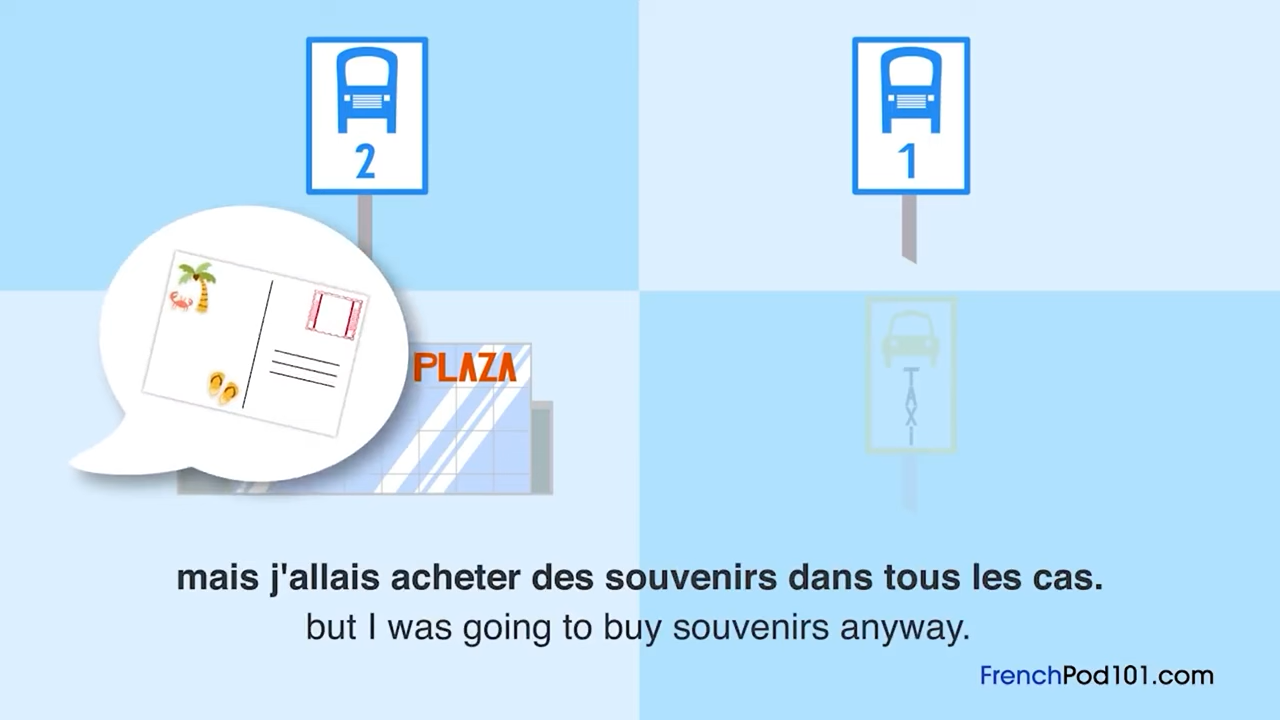 2
1
PLAZA
TAXI
mais j'allais acheter des souvenirs dans tous les cas.
but I was going to buy souvenirs anyway.
FrenchPod101.com